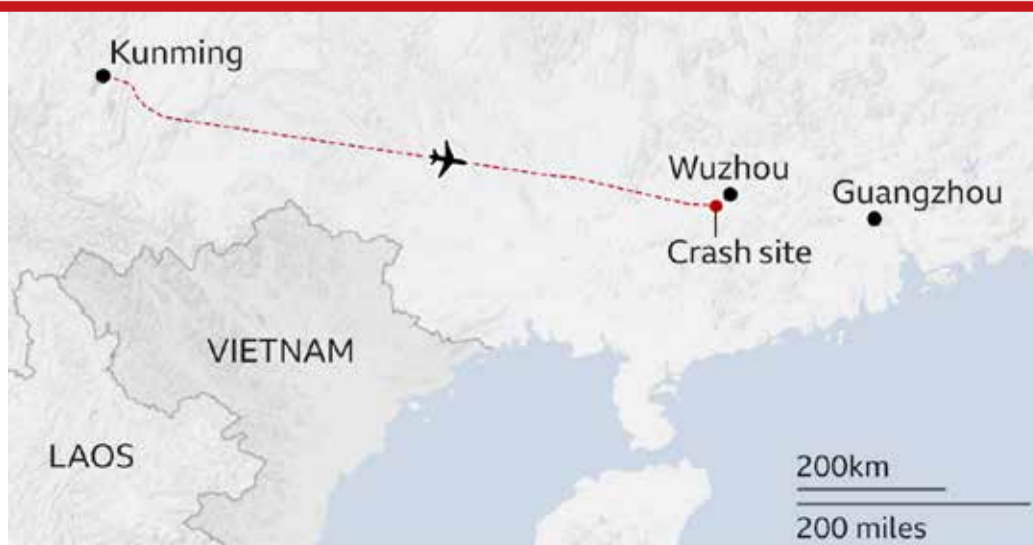 Kunming
Wuzhou
Guangzhou
Crash site
VIETNAM
LAOS
200km
200 miles